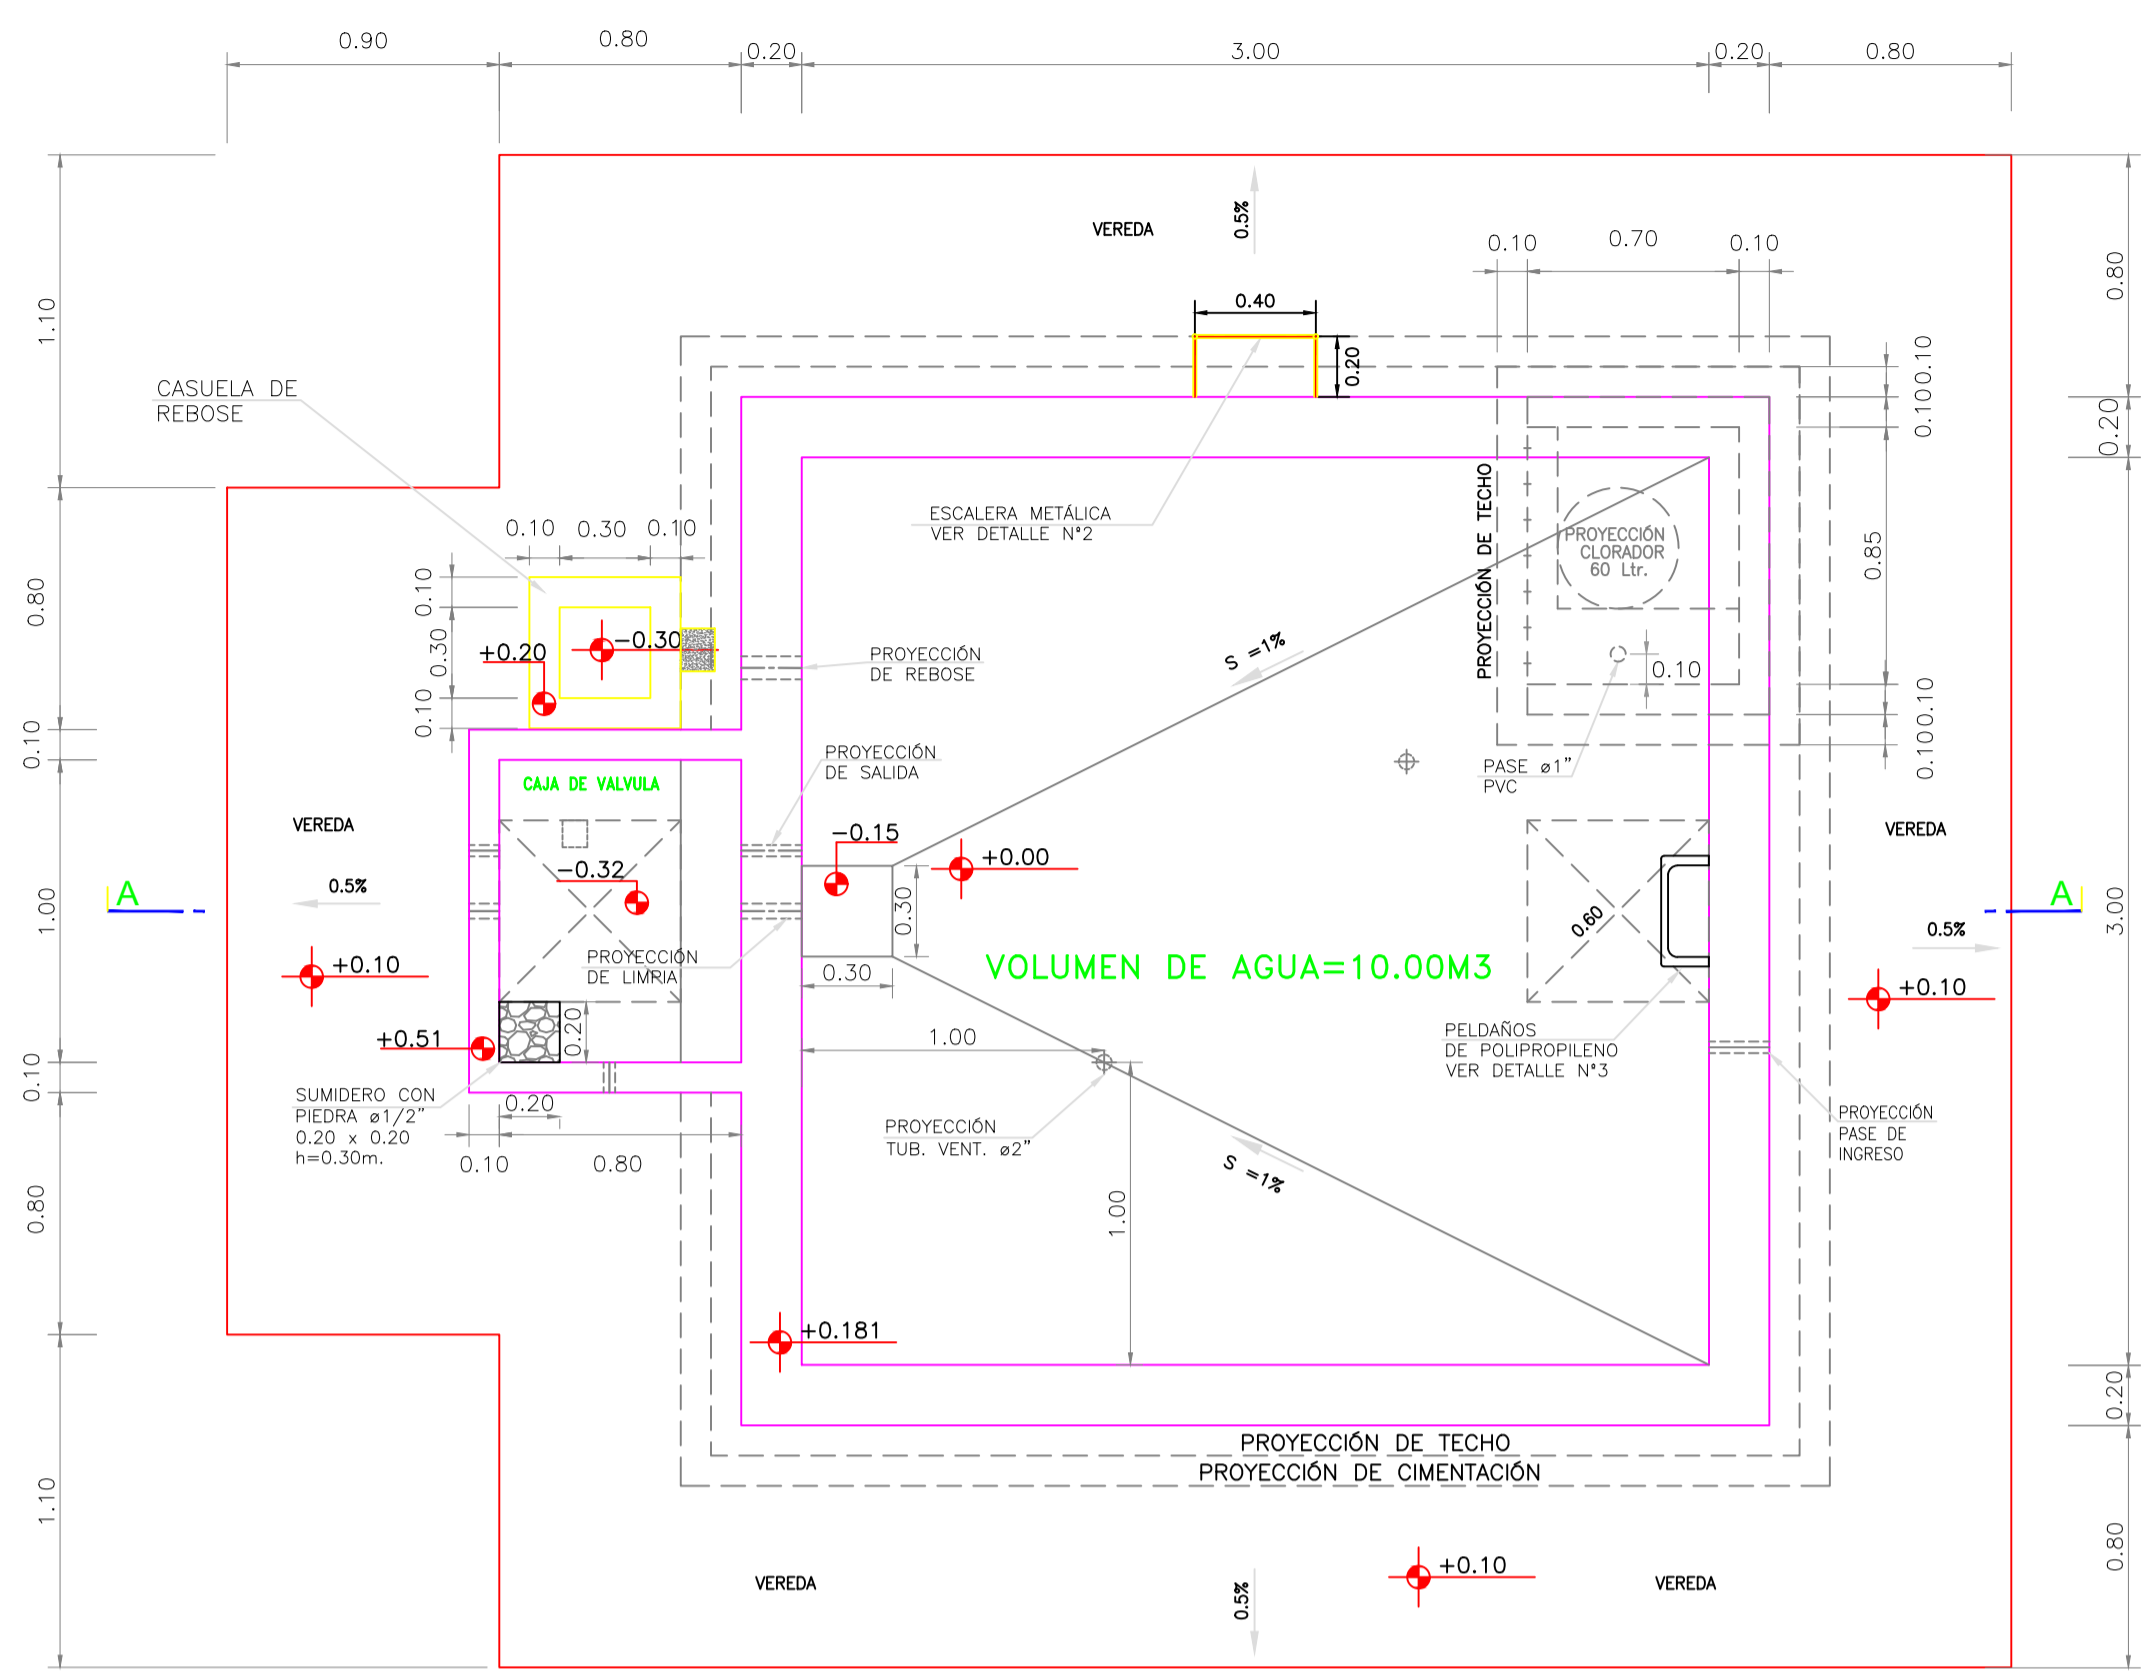 0.90
0.80
0.20
3.00
0.20
0.80
VEREDA
0.5%
0.10
0.70
0.10
0.80
1.10
0.40
0.20
0.10
0.10
0.20
CASUELA DE
REBOSE
ESCALERA METÁLICA
VER DETALLE N°2
PROYECCIÓN DE TECHO
PROYECCIÓN
CLORADOR
60 Ltr.
0.85
0.10
0.30
0.10
0.10
0.30
0.10
0.80
+0.20
-0.30
PROYECCIÓN
DE REBOSE
S =1%
0.10
0.10
0.10
0.10
PROYECCIÓN
DE SALIDA
PASE ø1"
PVC
CAJA DE VALVULA
VEREDA
VEREDA
-0.15
+0.00
-0.32
0.5%
A
A
1.00
0.30
0.60
3.00
0.5%
PROYECCIÓN
DE LIMPIA
VOLUMEN DE AGUA=10.00M3
+0.10
0.30
+0.10
+0.51
0.20
1.00
PELDAÑOS
DE POLIPROPILENO
VER DETALLE N°3
0.10
SUMIDERO CON
PIEDRA ø1/2"
0.20 x 0.20
h=0.30m.
0.20
0.10
0.80
PROYECCIÓN
TUB. VENT. ø2"
PROYECCIÓN
PASE DE
INGRESO
S =1%
0.80
1.00
+0.181
0.20
PROYECCIÓN DE TECHO
PROYECCIÓN DE CIMENTACIÓN
1.10
0.80
+0.10
VEREDA
0.5%
VEREDA